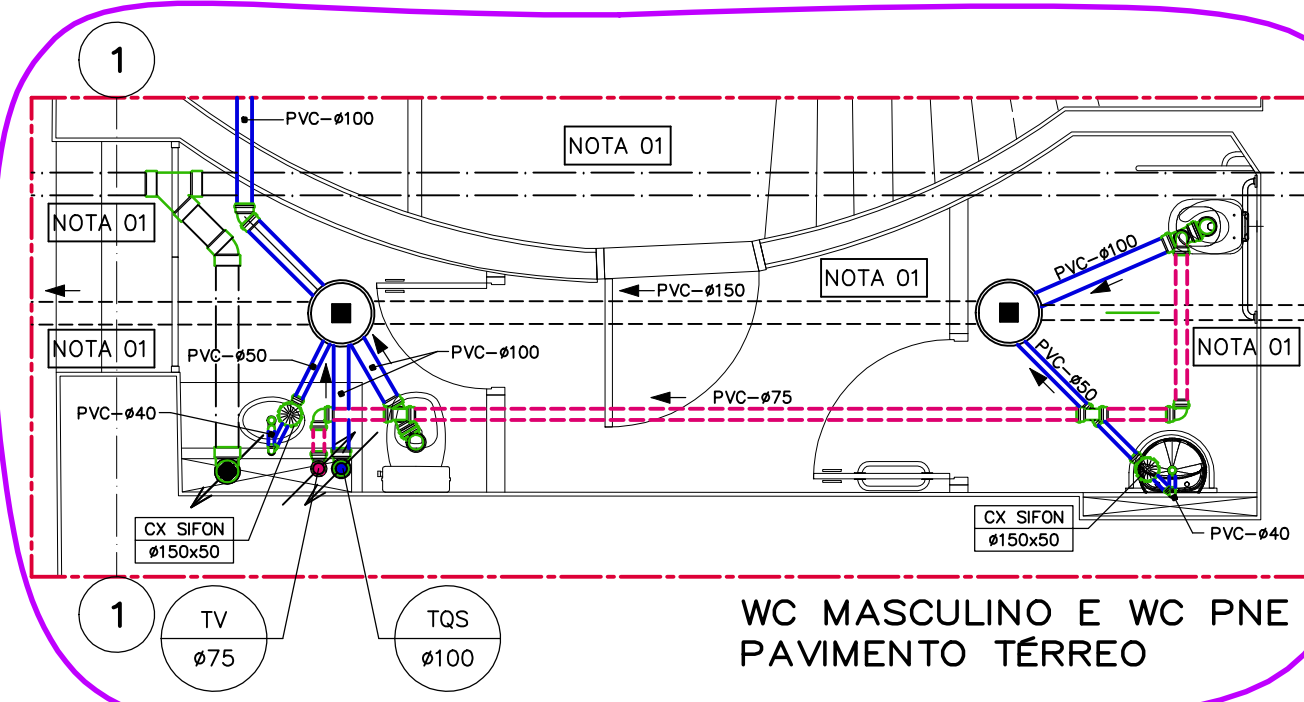 1
PVC-ø100
NOTA 01
NOTA 01
PVC-ø100
NOTA 01
PVC-ø150
NOTA 01
NOTA 01
PVC-ø50
PVC-ø100
PVC-ø50
PVC-ø75
PVC-ø40
CX SIFON
ø150x50
CX SIFON
ø150x50
PVC-ø40
1
TV
ø75
TQS
ø100
WC MASCULINO E WC PNE
PAVIMENTO TÉRREO